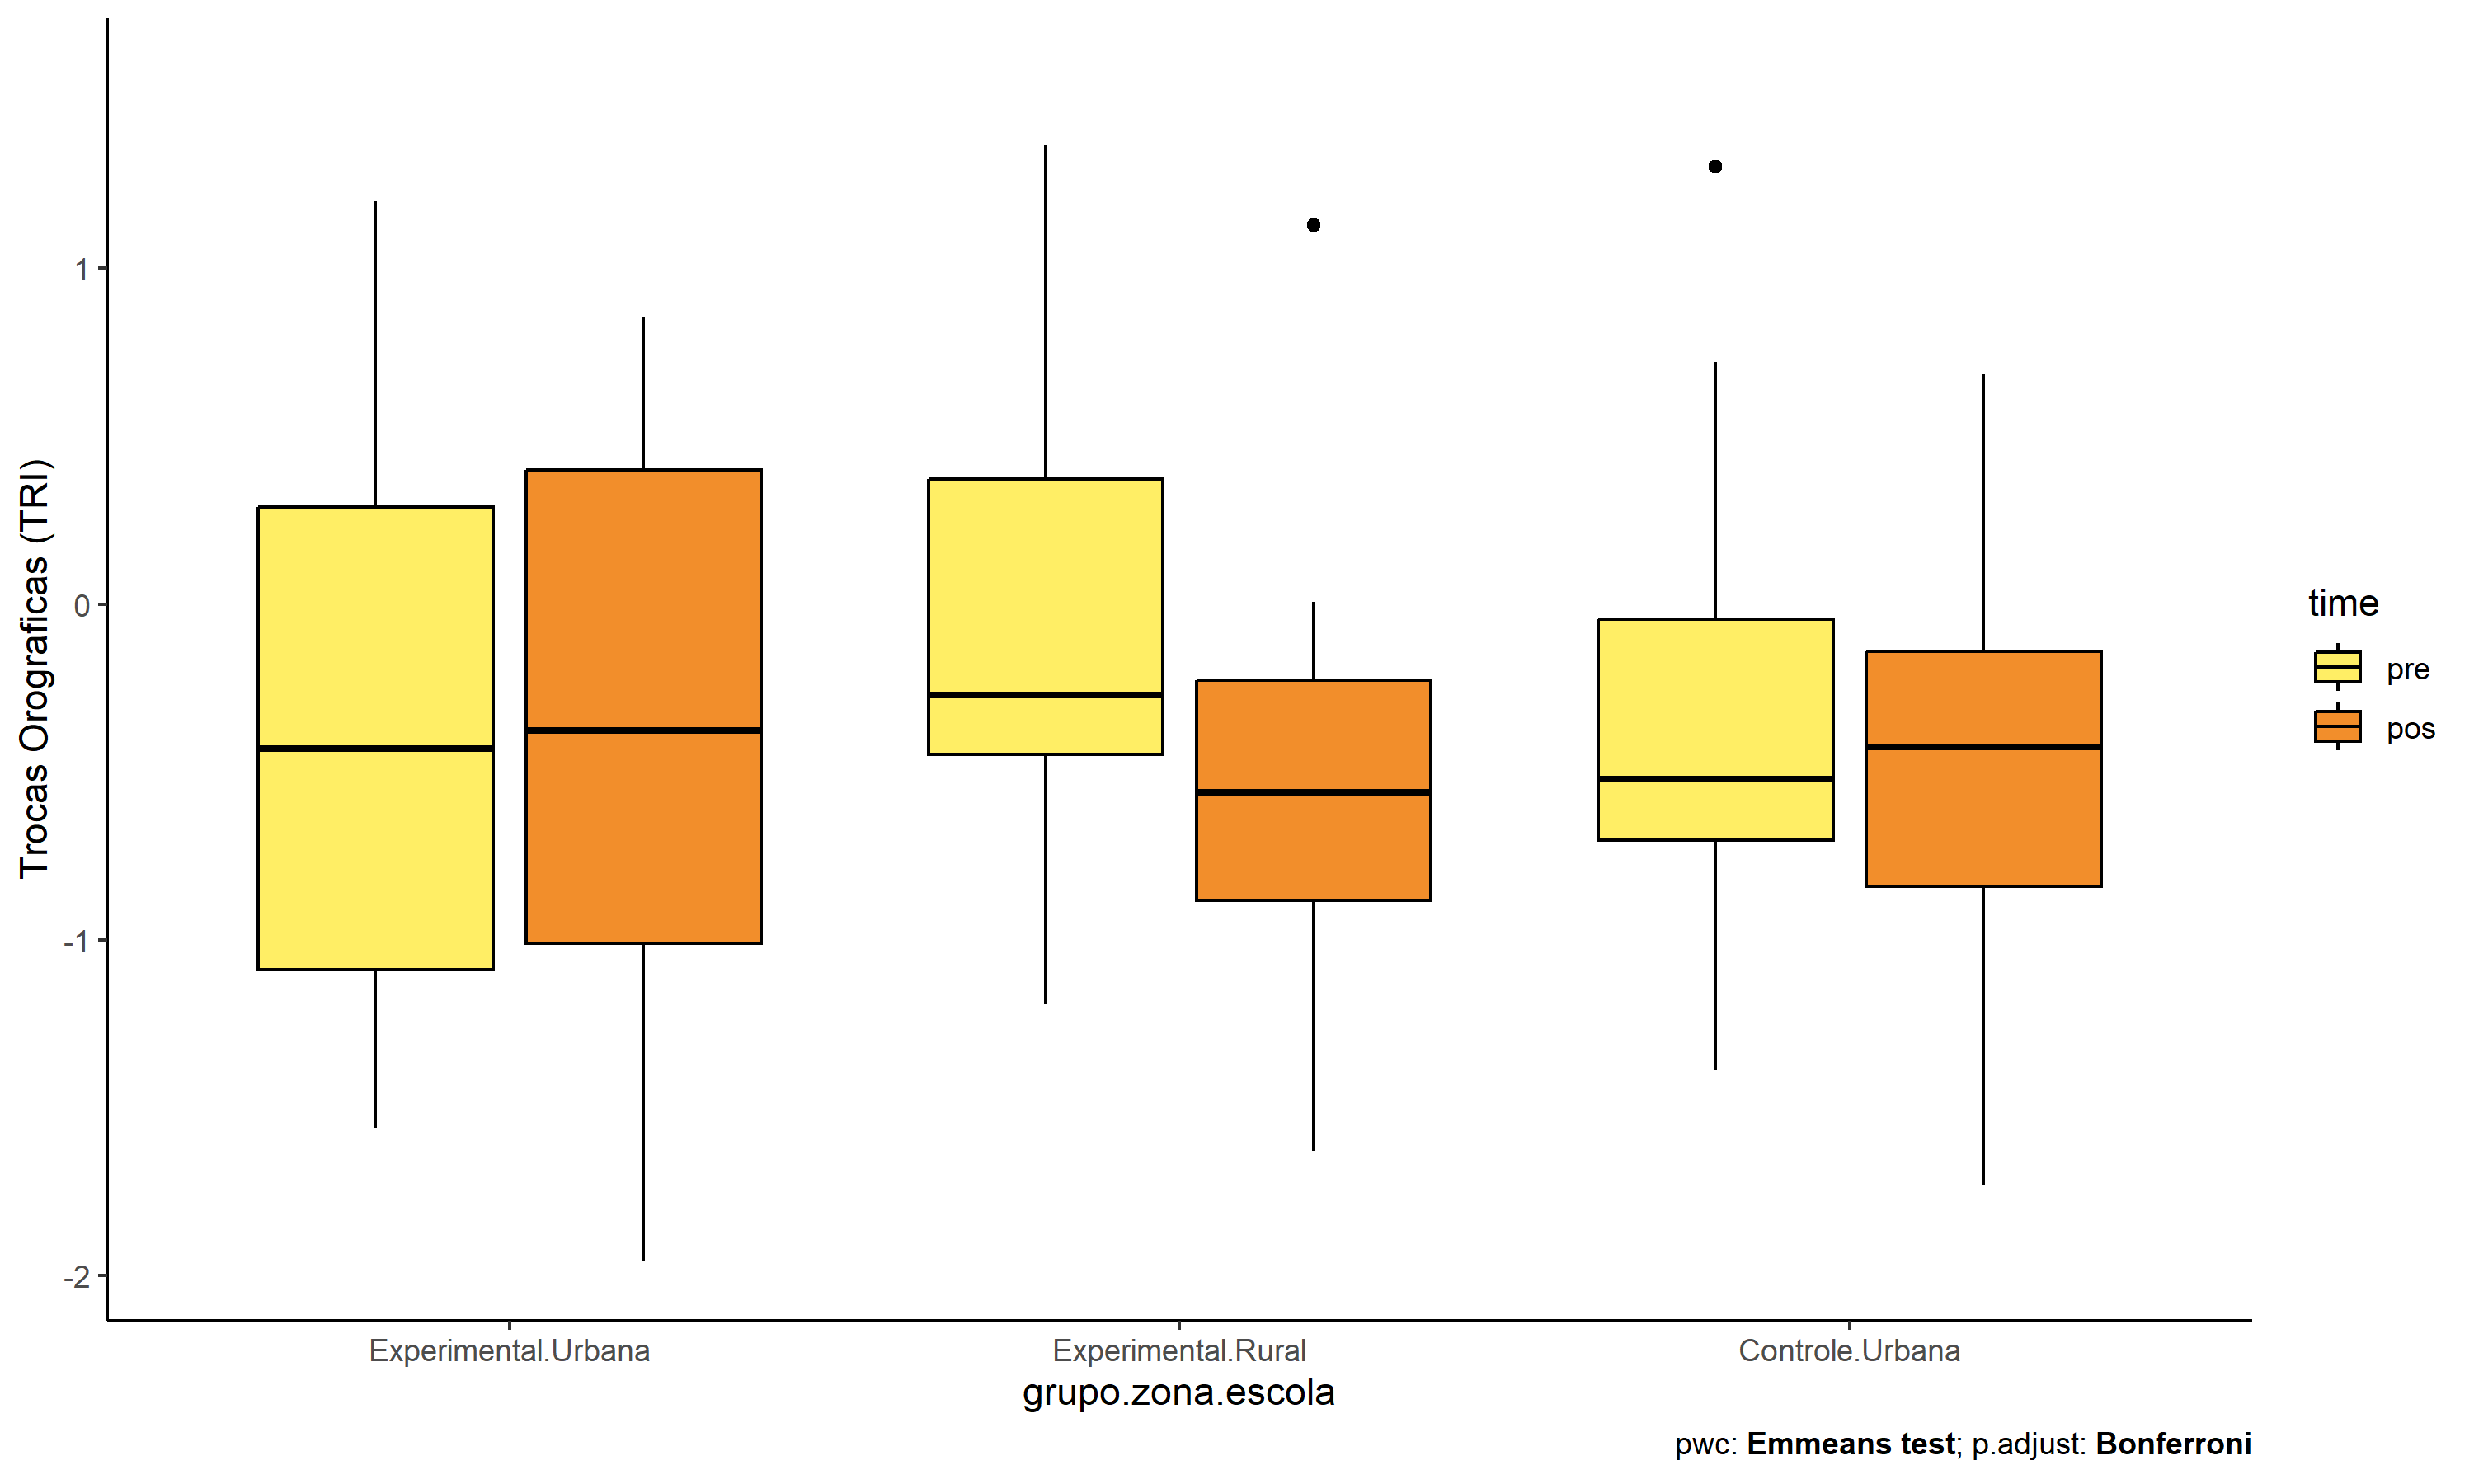 Trocas Orograficas (TRI)
1
0
-1
-2
Experimental.Urbana
Experimental.Rural
Controle.Urbana
grupo.zona.escola
time
pre
pos
pwc: Emmeans test; p.adjust: Bonferroni